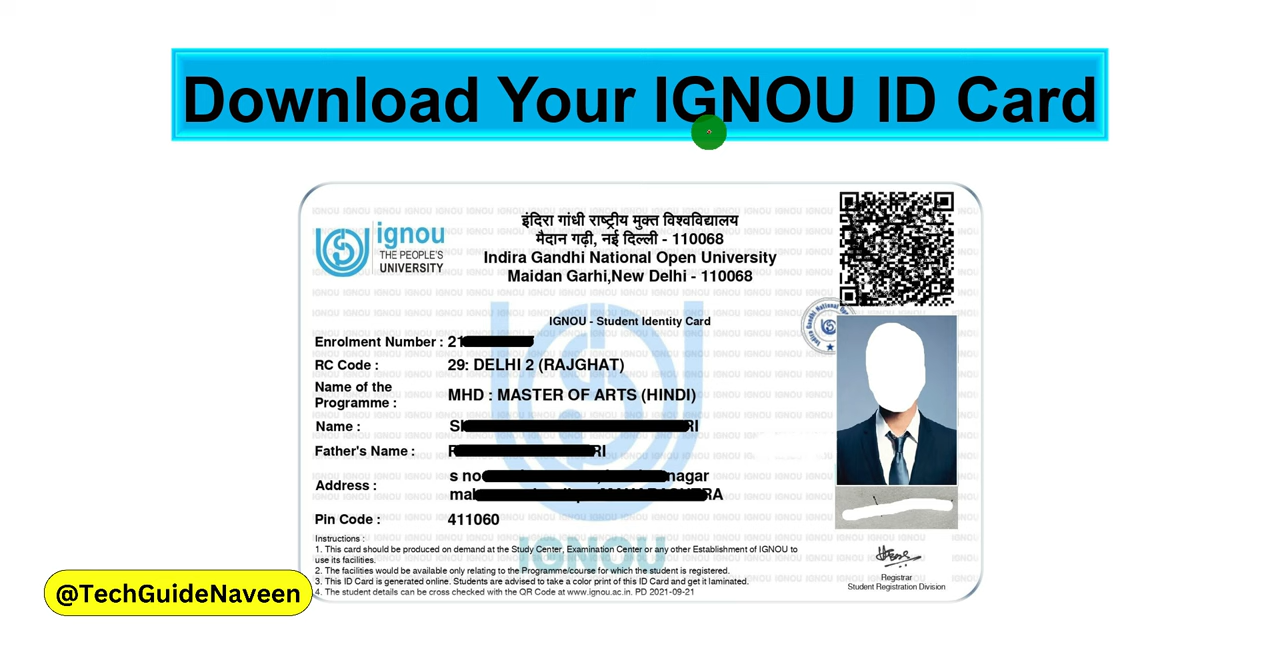 Download Your IGNOU ID Card
ignou
THE PEOPLE'S
UNIVERSITY
इंदिरा गांधी राष्ट्रीय मुक्त विश्वविद्यालय
मैदान गढ़ी, नई दिल्ली - 110068
Indira Gandhi National Open University
Maidan Garhi,New Delhi - 110068
IGNOU - Student Identity Card
Enrolment Number : 21
RC Code : 29: DELHI 2 (RAJGHAT)
Name of the
Programme : MHD : MASTER OF ARTS (HINDI)
Name : RI
Father's Name : RI
Address : s no nagar
RA
Pin Code : 411060
IGNOU
Instructions :
1. This card should be produced on demand at the Study Center, Examination Center or any other Establishment of IGNOU to
use its facilities.
2. The facilities would be available only relating to the Programme/course for which the student is registered.
3. This ID Card is generated online. Students are advised to take a color print of this ID Card and get it laminated.
4. The student details can be cross checked with the QR Code at www.ignou.ac.in. PD 2021-09-21
Registrar
Student Registration Division
@TechGuideNaveen